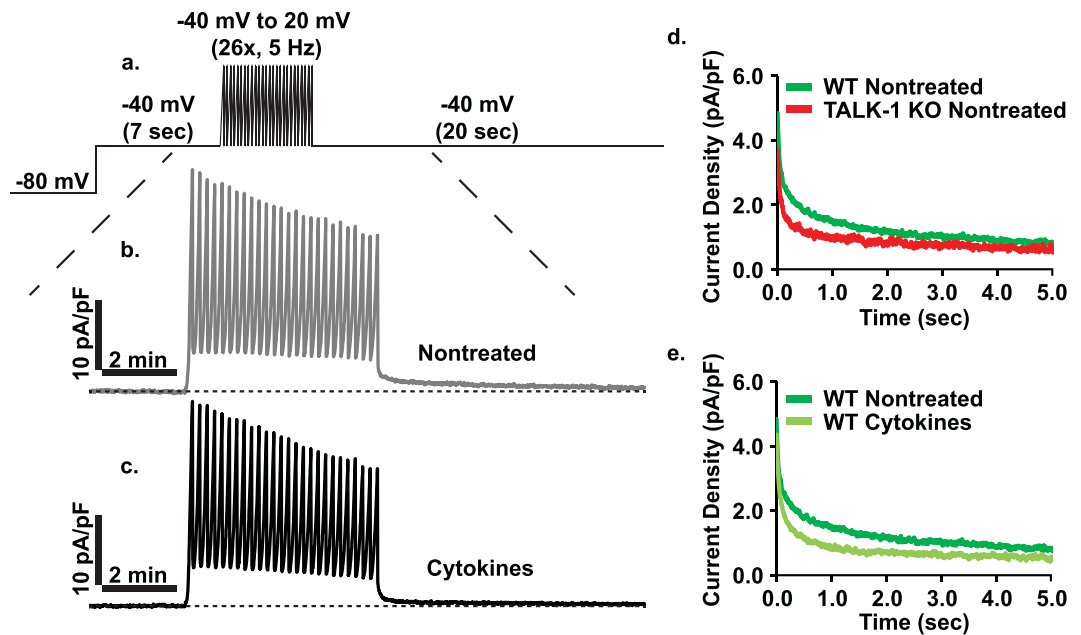 -40 mV to 20 mV
(26x, 5 Hz)
a.
-40 mV
(7 sec)
-40 mV
(20 sec)
-80 mV
b.
10 pA/pF
2 min
Nontreated
c.
10 pA/pF
2 min
Cytokines
d.
Current Density (pA/pF)
6.0
4.0
2.0
0.0
WT Nontreated
TALK-1 KO Nontreated
0.0 1.0 2.0 3.0 4.0 5.0
Time (sec)
e.
Current Density (pA/pF)
6.0
4.0
2.0
0.0
WT Nontreated
WT Cytokines
0.0 1.0 2.0 3.0 4.0 5.0
Time (sec)